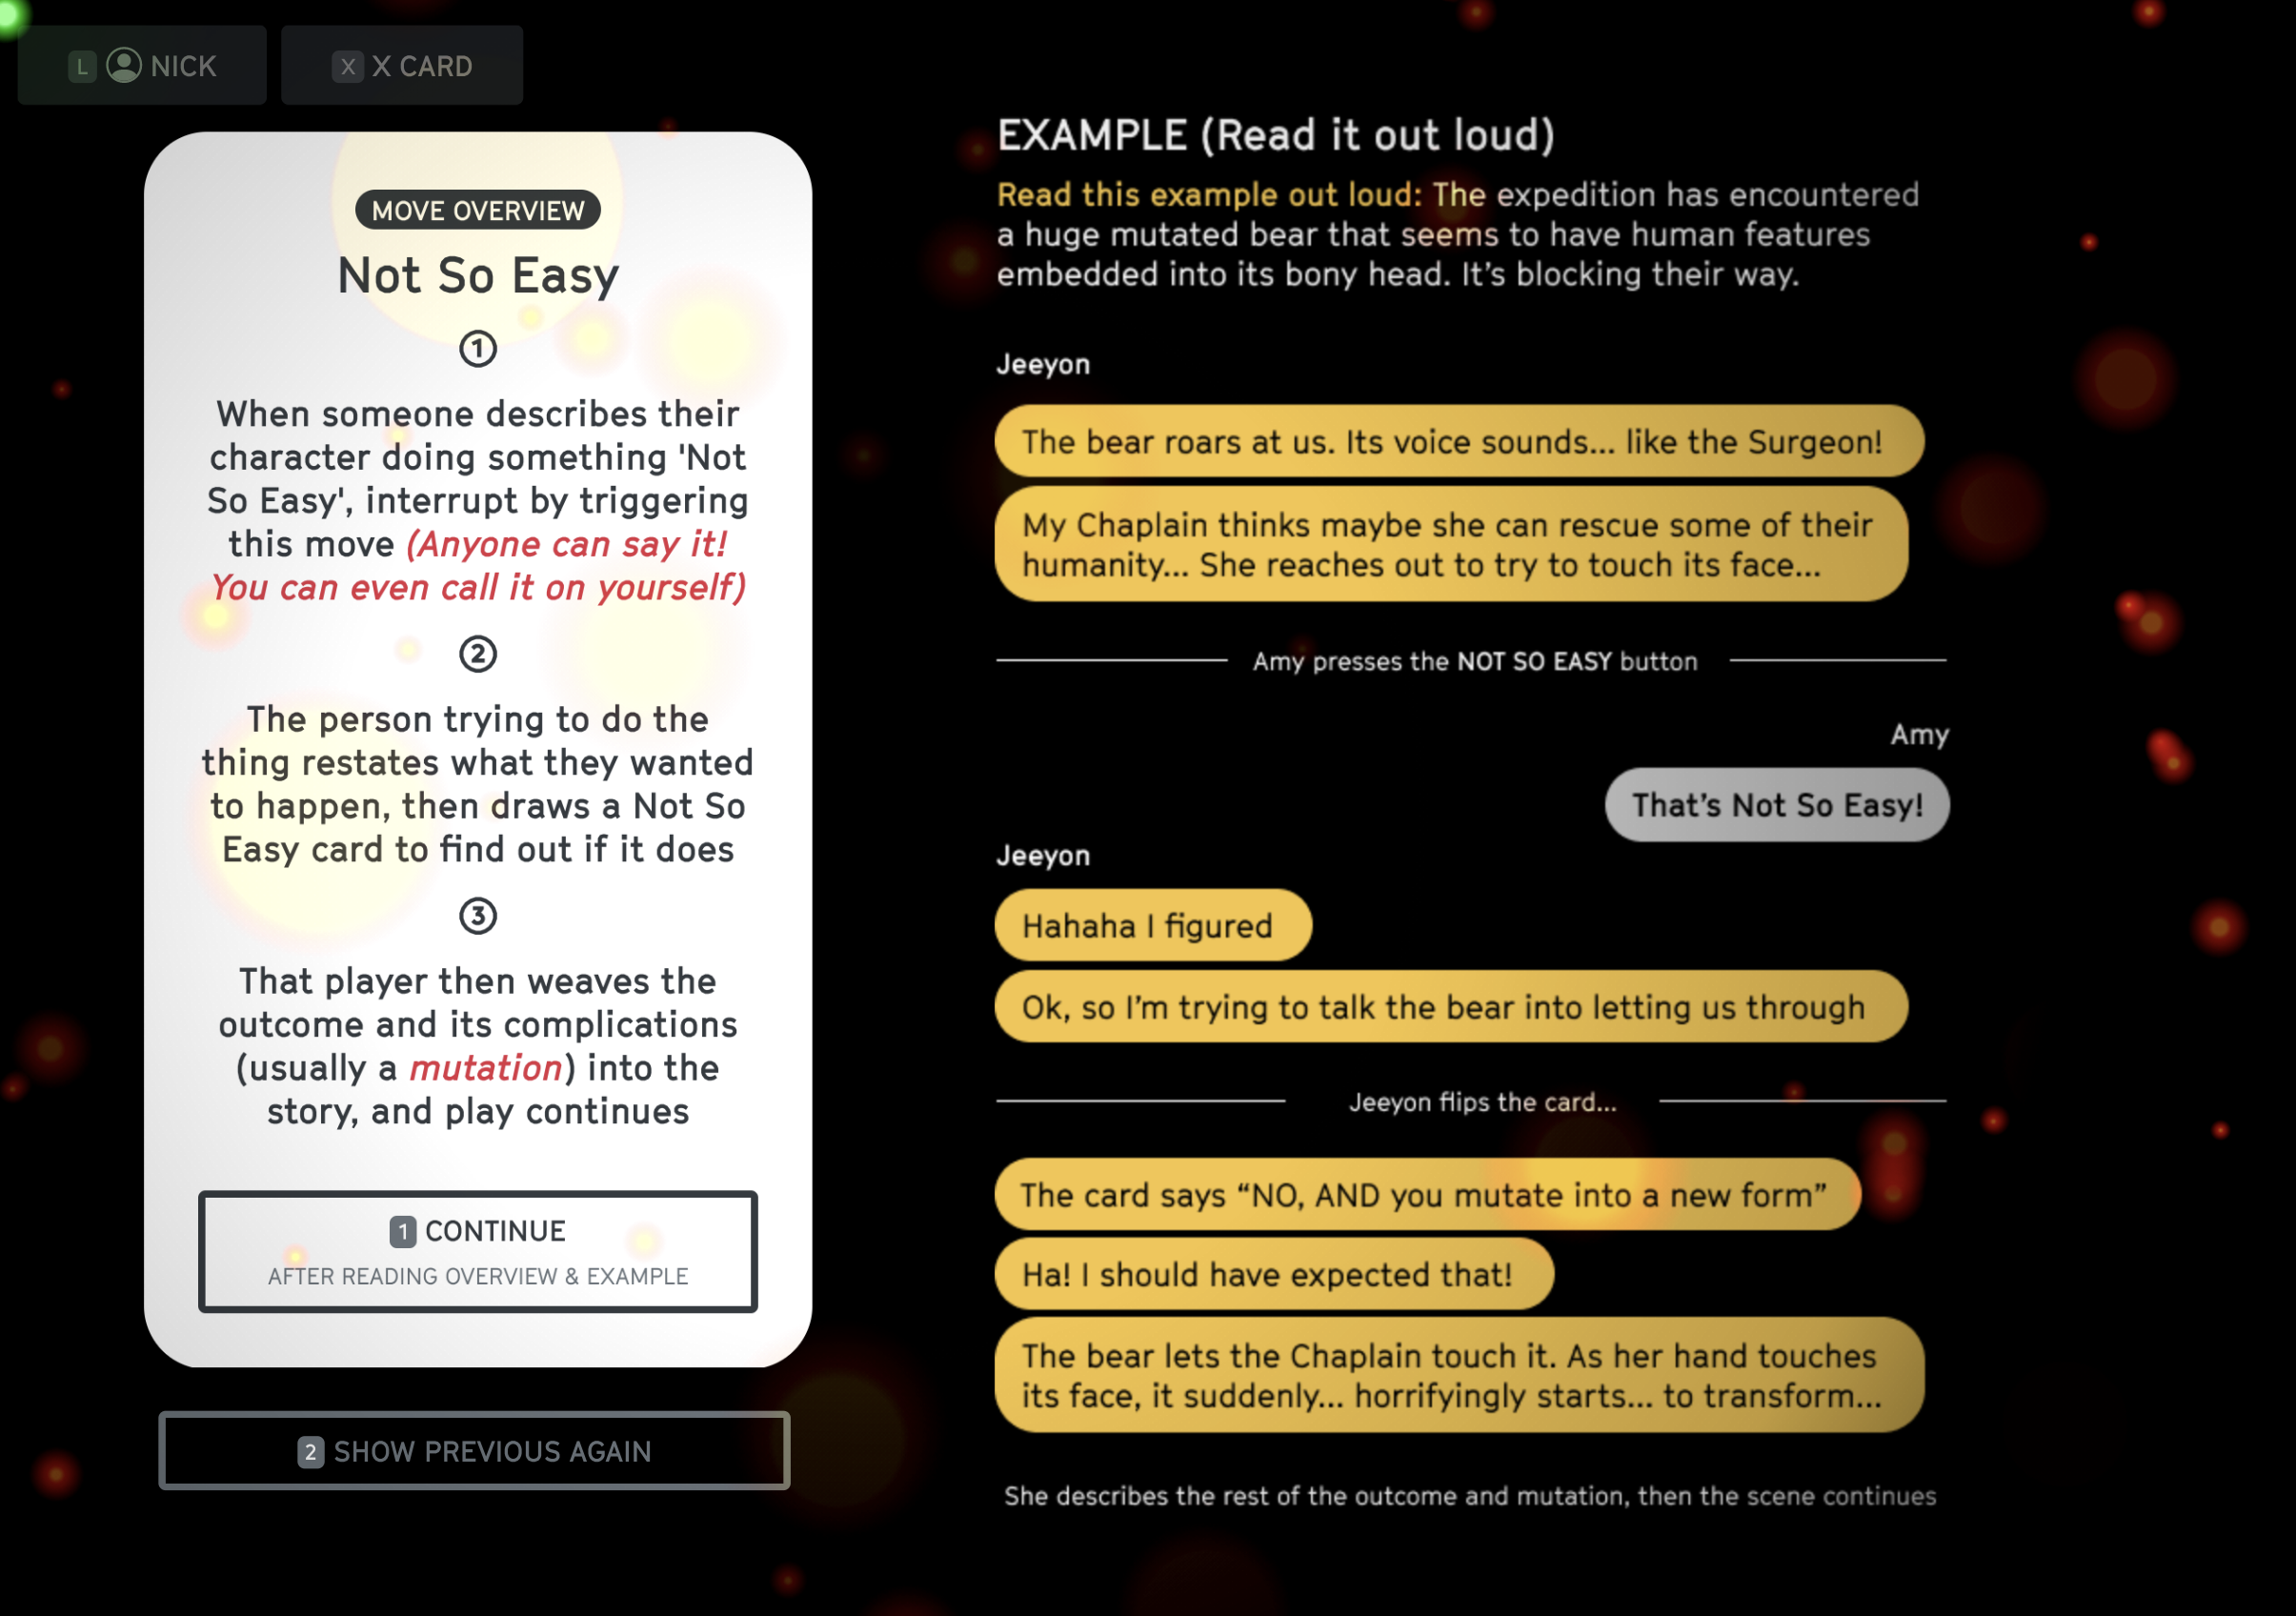 L NICK
X X CARD
MOVE OVERVIEW
Not So Easy
1
When someone describes their
character doing something 'Not
So Easy', interrupt by triggering
this move (Anyone can say it!
You can even call it on yourself)
2
The person trying to do the
thing restates what they wanted
to happen, then draws a Not So
Easy card to find out if it does
3
That player then weaves the
outcome and its complications
(usually a mutation) into the
story, and play continues
1 CONTINUE
AFTER READING OVERVIEW & EXAMPLE
2 SHOW PREVIOUS AGAIN
EXAMPLE (Read it out loud)
Read this example out loud: The expedition has encountered
a huge mutated bear that seems to have human features
embedded into its bony head. It’s blocking their way.
Jeeyon
The bear roars at us. Its voice sounds... like the Surgeon!
My Chaplain thinks maybe she can rescue some of their
humanity... She reaches out to try to touch its face...
Amy presses the NOT SO EASY button
Amy
That’s Not So Easy!
Jeeyon
Hahaha I figured
Ok, so I’m trying to talk the bear into letting us through
Jeeyon flips the card...
The card says “NO, AND you mutate into a new form”
Ha! I should have expected that!
The bear lets the Chaplain touch it. As her hand touches
its face, it suddenly... horrifyingly starts... to transform...
She describes the rest of the outcome and mutation, then the scene continues